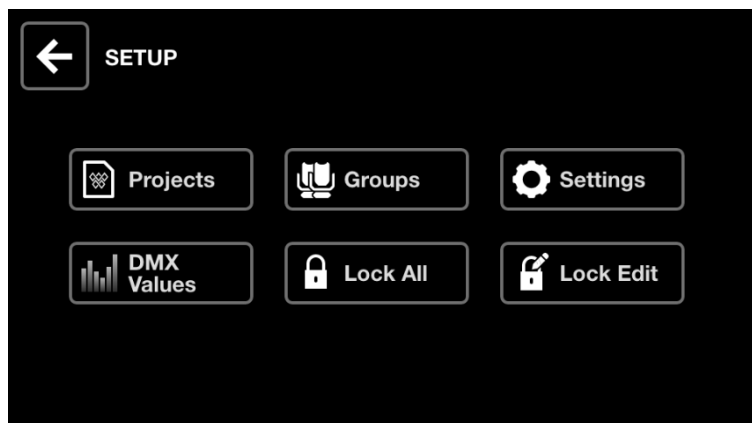 SETUP
Projects
Groups
Settings
DMX
Values
Lock All
Lock Edit